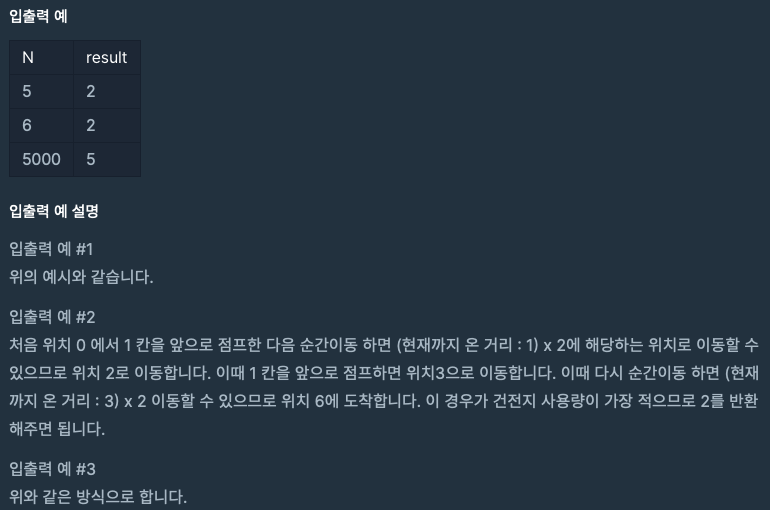 입출력 예
N result
5 2
6 2
5000 5
입출력 예 설명
입출력 예 #1
위의 예시와 같습니다.
입출력 예 #2
처음 위치 0 에서 1 칸을 앞으로 점프한 다음 순간이동 하면 (현재까지 온 거리 : 1) x 2에 해당하는 위치로 이동할 수
있으므로 위치 2로 이동합니다. 이때 1 칸을 앞으로 점프하면 위치3으로 이동합니다. 이때 다시 순간이동 하면 (현재
까지 온 거리 : 3) x 2 이동할 수 있으므로 위치 6에 도착합니다. 이 경우가 건전지 사용량이 가장 적으므로 2를 반환
해주면 됩니다.
입출력 예 #3
위와 같은 방식으로 합니다.